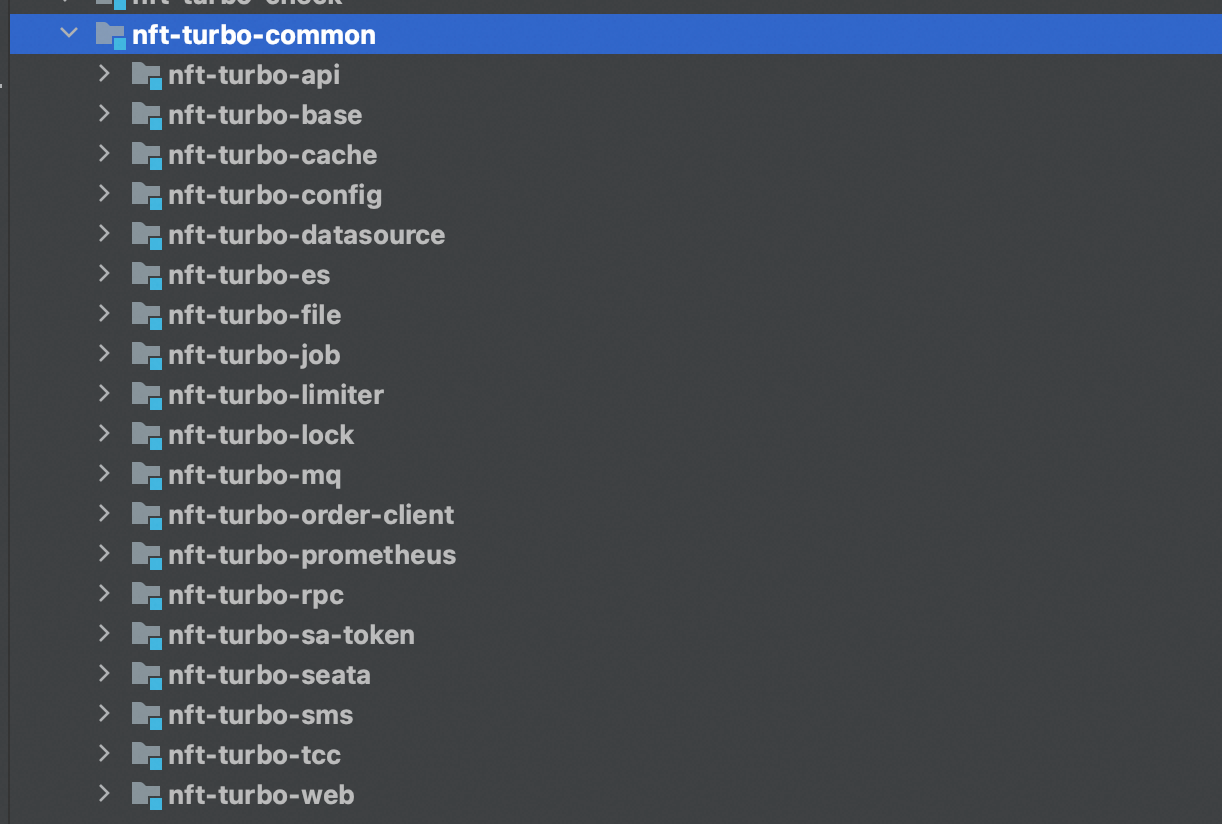 nft-turbo-check
nft-turbo-common
nft-turbo-api
nft-turbo-base
nft-turbo-cache
nft-turbo-config
nft-turbo-datasource
nft-turbo-es
nft-turbo-file
nft-turbo-job
nft-turbo-limiter
nft-turbo-lock
nft-turbo-mq
nft-turbo-order-client
nft-turbo-prometheus
nft-turbo-rpc
nft-turbo-sa-token
nft-turbo-seata
nft-turbo-sms
nft-turbo-tcc
nft-turbo-web